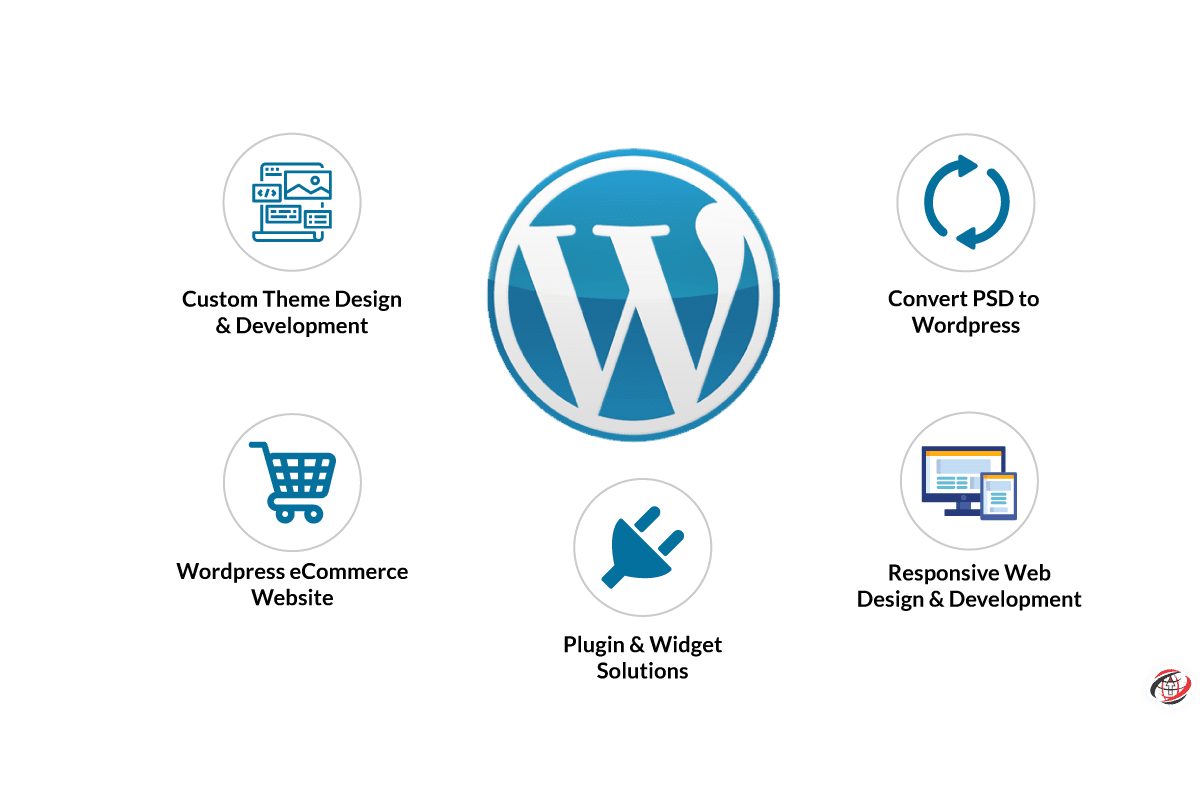 Custom Theme Design
& Development
Convert PSD to
Wordpress
Wordpress eCommerce
Website
Plugin & Widget
Solutions
Responsive Web
Design & Development